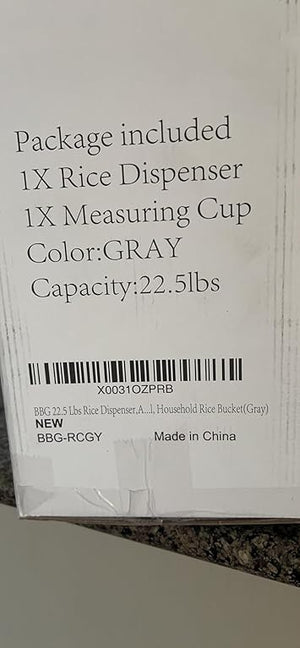 Package included
1X Rice Dispenser
1X Measuring Cup
Color:GRAY
Capacity:22.5lbs
X0031OZPRB
BBG 22.5 Lbs Rice Dispenser,A...l, Household Rice Bucket(Gray)
NEW
BBG-RCGY Made in China